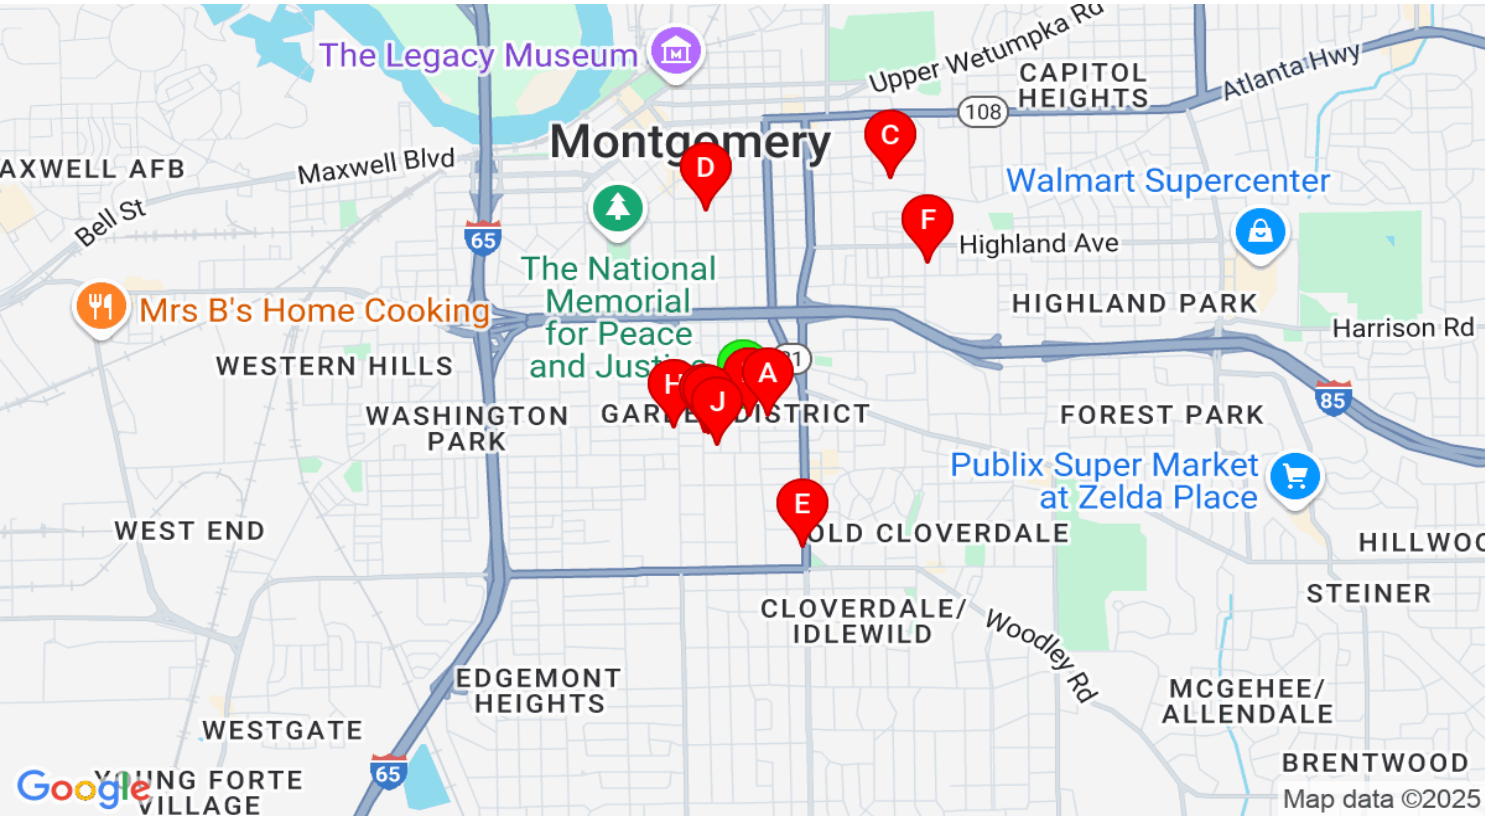 Upper Wetumpka Rd
The Legacy Museum
CAPITOL
HEIGHTS
Atlanta Hwy
108
Montgomery
C
D
Maxwell Blvd
AXWELL AFB
Walmart Supercenter
Bell St
F
65
Highland Ave
The National
Memorial
for Peace
and Justice
Mrs B's Home Cooking
HIGHLAND PARK
Harrison Rd
WESTERN HILLS
A
H
J
85
WASHINGTON
PARK
GARDEN DISTRICT
FOREST PARK
Publix Super Market
at Zelda Place
E
WEST END
OLD CLOVERDALE
HILLWOO
STEINER
CLOVERDALE/
IDLEWILD
Woodley Rd
EDGEMONT
HEIGHTS
MCGEHEE/
ALLENDALE
WESTGATE
65
BRENTWOOD
Google
YOUNG FORTE
VILLAGE
Map data ©2025